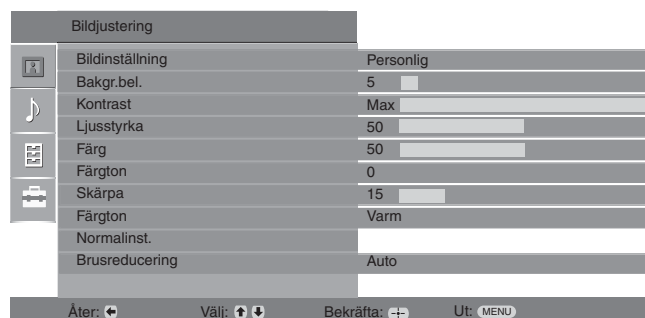 Bildjustering
Bildinställning Personlig
Bakgr.bel. 5
Kontrast Max
Ljusstyrka 50
Färg 50
Färgton 0
Skärpa 15
Färgton Varm
Normalinst.
Brusreducering Auto
Åter: Välj: Bekräfta: Ut: MENU